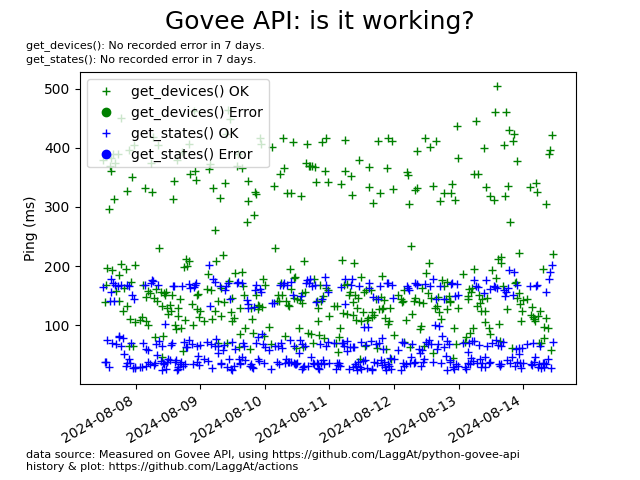 Govee API: is it working?
get_devices(): No recorded error in 7 days.
get_states(): No recorded error in 7 days.
get_devices() OK
get_devices() Error
get_states() OK
get_states() Error
500
400
300
200
100
Ping (ms)
2024-08-08
2024-08-09
2024-08-10
2024-08-11
2024-08-12
2024-08-13
2024-08-14
data source: Measured on Govee API, using https://github.com/LaggAt/python-govee-api
history & plot: https://github.com/LaggAt/actions